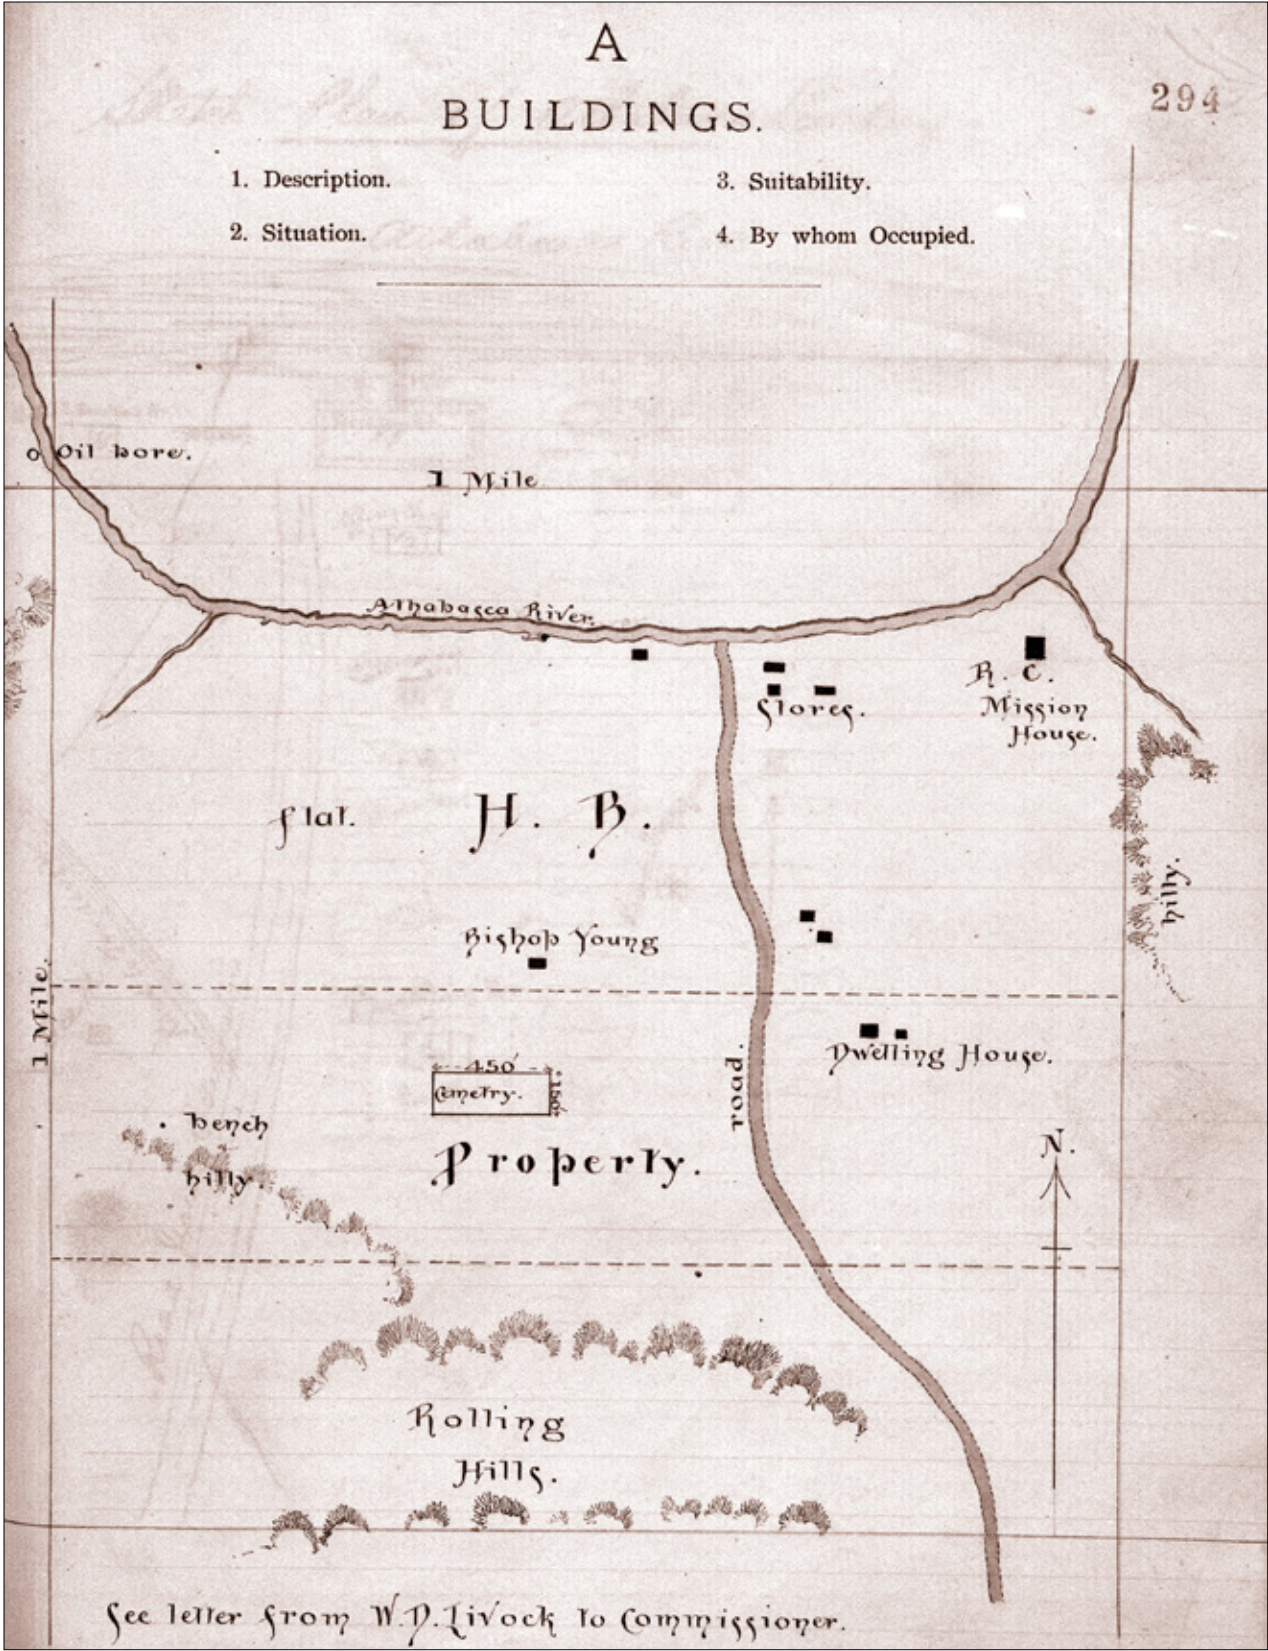 A
294
BUILDINGS.
1. Description.
3. Suitability.
2. Situation.
4. By whom Occupied.
Oil bore.
1 Mile
Athabasca River.
R. C.
Mission
House.
Stores.
flat.
H. B.
hilly.
Bishop Young
1 Mile.
Dwelling House.
road.
450'
Cemetry.
150'
bench
hilly.
Property.
N.
Rolling
Hills.
See letter from W.D.Livock to Commissioner.